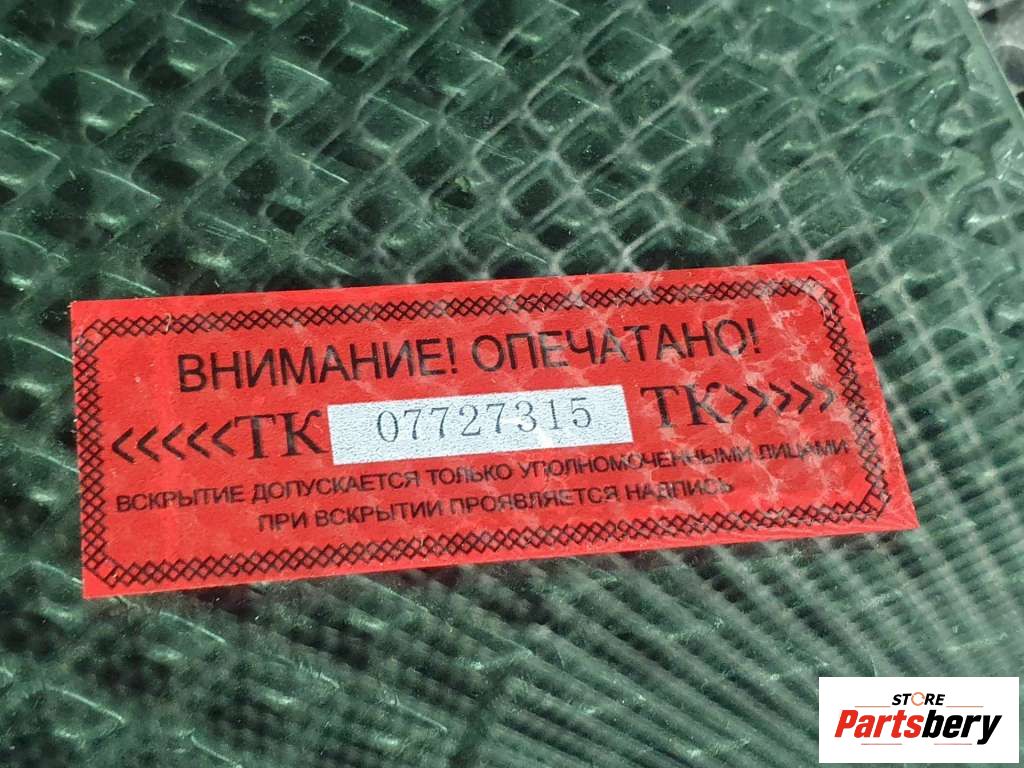 ВНИМАНИЕ! ОПЕЧАТАНО!
<<<<<ТК 07727315 ТК>>>>>
ВСКРЫТИЕ ДОПУСКАЕТСЯ ТОЛЬКО УПОЛНОМОЧЕННЫМИ ЛИЦАМИ
ПРИ ВСКРЫТИИ ПРОЯВЛЯЕТСЯ НАДПИСЬ
STORE
Partsbery